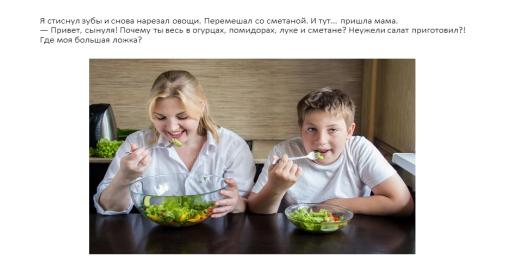 Я стиснул зубы и снова нарезал овощи. Перемешал со сметаной. И тут... пришла мама.
— Привет, сынуля! Почему ты весь в огурцах, помидорах, луке и сметане? Неужели салат приготовил?!
Где моя большая ложка?